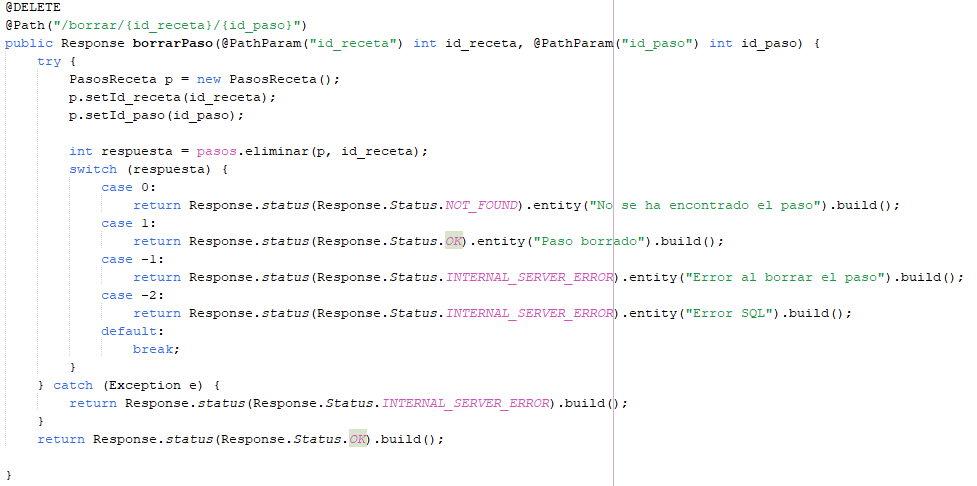 @DELETE
@Path("/borrar/{id_receta}/{id_paso}")
public Response borrarPaso(@PathParam("id_receta") int id_receta, @PathParam("id_paso") int id_paso) {
    try {
        PasosReceta p = new PasosReceta();
        p.setId_receta(id_receta);
        p.setId_paso(id_paso);

        int respuesta = pasos.eliminar(p, id_receta);
        switch (respuesta) {
            case 0:
                return Response.status(Response.Status.NOT_FOUND).entity("No se ha encontrado el paso").build();
            case 1:
                return Response.status(Response.Status.OK).entity("Paso borrado").build();
            case -1:
                return Response.status(Response.Status.INTERNAL_SERVER_ERROR).entity("Error al borrar el paso").build();
            case -2:
                return Response.status(Response.Status.INTERNAL_SERVER_ERROR).entity("Error SQL").build();
            default:
                break;
        }
    } catch (Exception e) {
        return Response.status(Response.Status.INTERNAL_SERVER_ERROR).build();
    }
    return Response.status(Response.Status.OK).build();

}